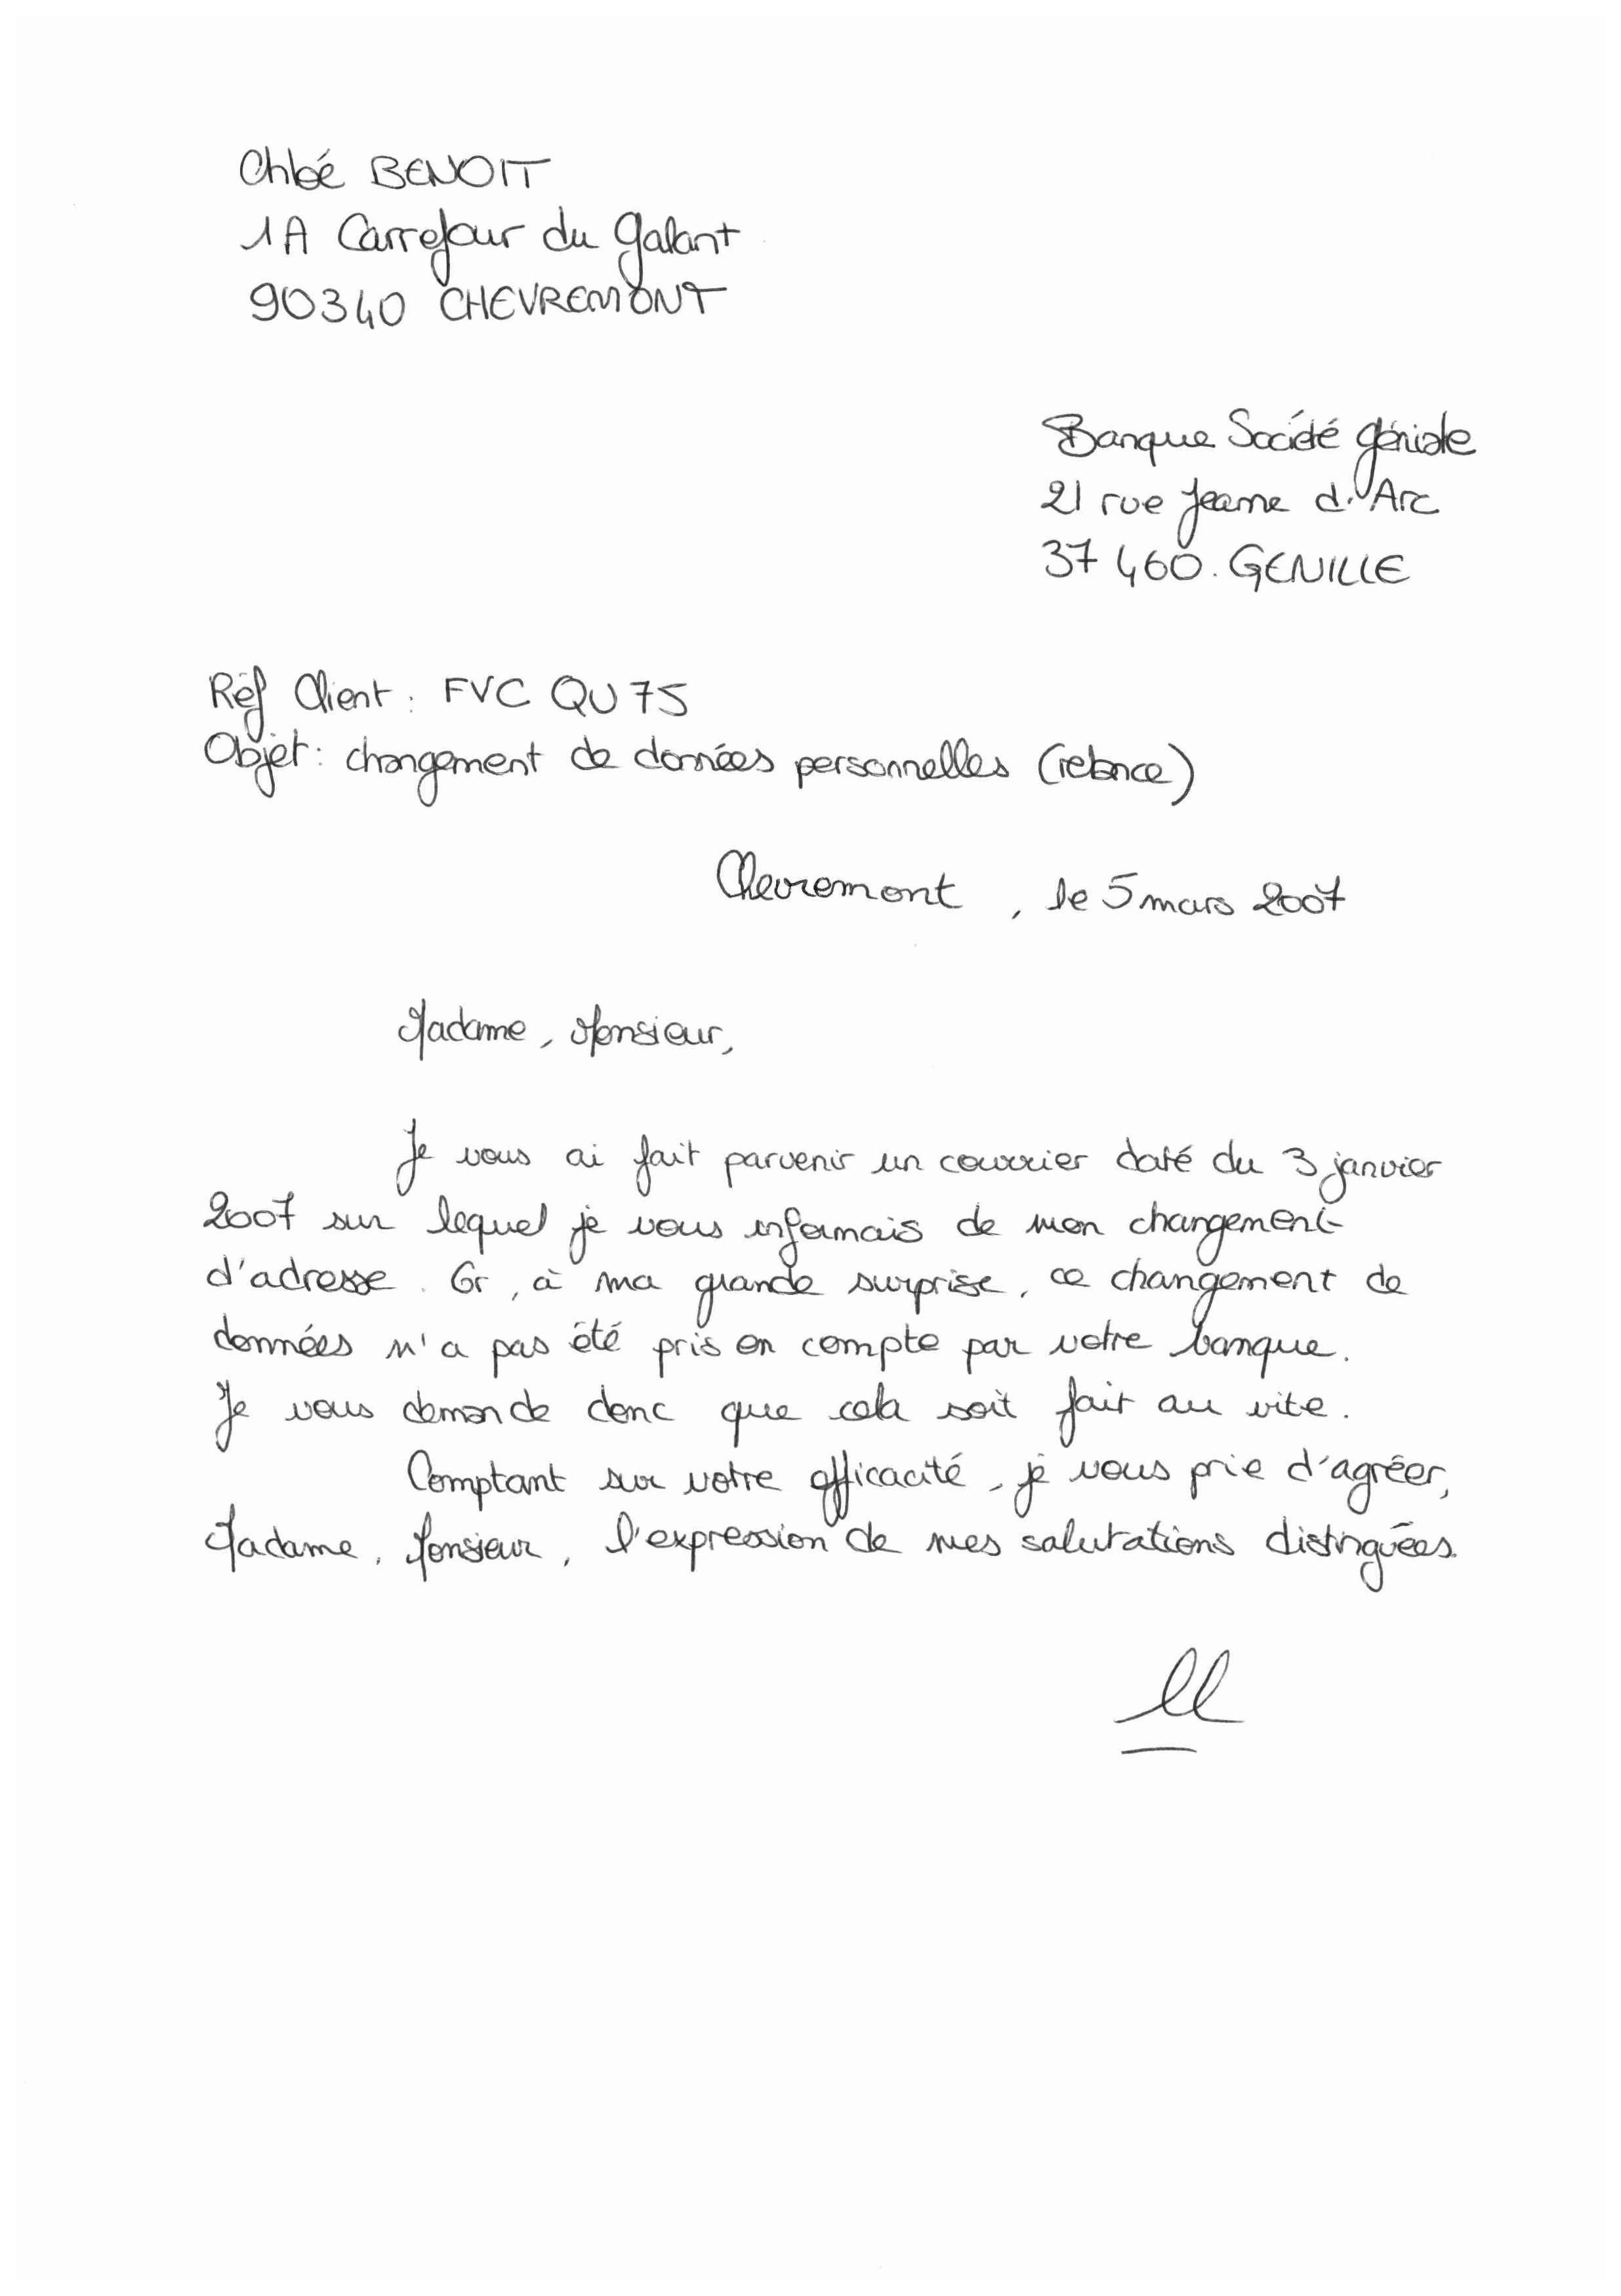 Chloé BENOIT
1A Carrefour du Galant
90340 CHEVREMONT
Banque Société Géniale
21 rue Jeanne d'Arc
37 460. GENILLE
Réf Client : FVC QU 75
Objet : changement de données personnelles (relance)
Chevremont , le 5 mars 2007
Madame, Monsieur,
Je vous ai fait parvenir un courrier daté du 3 janvier
2007 sur lequel je vous informais de mon changement
d'adresse. Or, à ma grande surprise, ce changement de
données n'a pas été pris en compte par votre banque.
Je vous demande donc que cela soit fait au vite.
Comptant sur votre efficacité, je vous prie d'agréer,
Madame, Monsieur, l'expression de mes salutations distinguées.